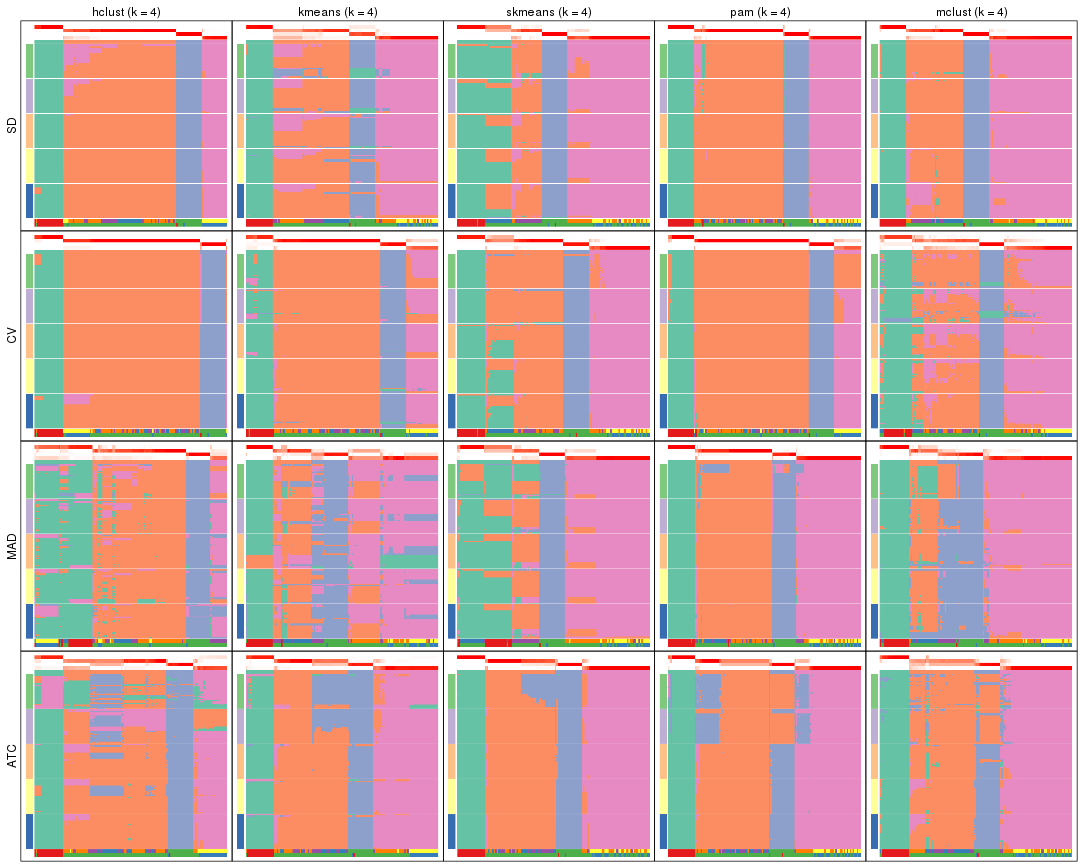 hclust (k = 4) kmeans (k = 4) skmeans (k = 4) pam (k = 4) mclust (k = 4)
SD
CV
MAD
ATC